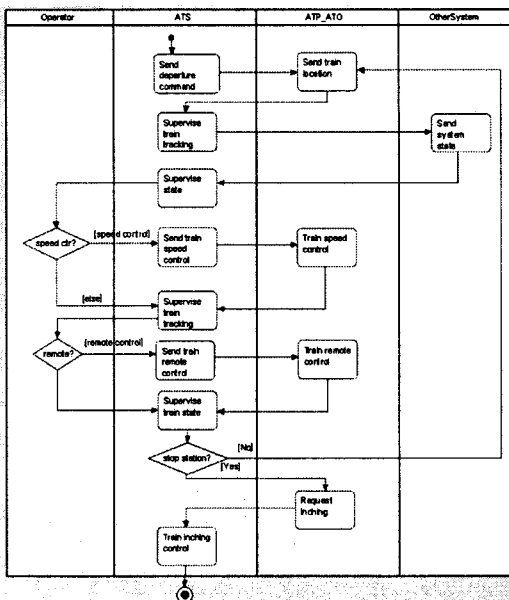 Operator
ATS
ATP_ATO
OtherSystem
Send
departure
command
Send train
location
Supervise
train
tracking
Send
system
state
Supervise
state
speed ctr?
[speed control]
Send train
speed
control
Train speed
control
[else]
Supervise
train
tracking
remote?
[remote control]
Send train
remote
control
Train remote
control
Supervise
train state
stop station?
[No]
[Yes]
Request
inching
Train inching
control